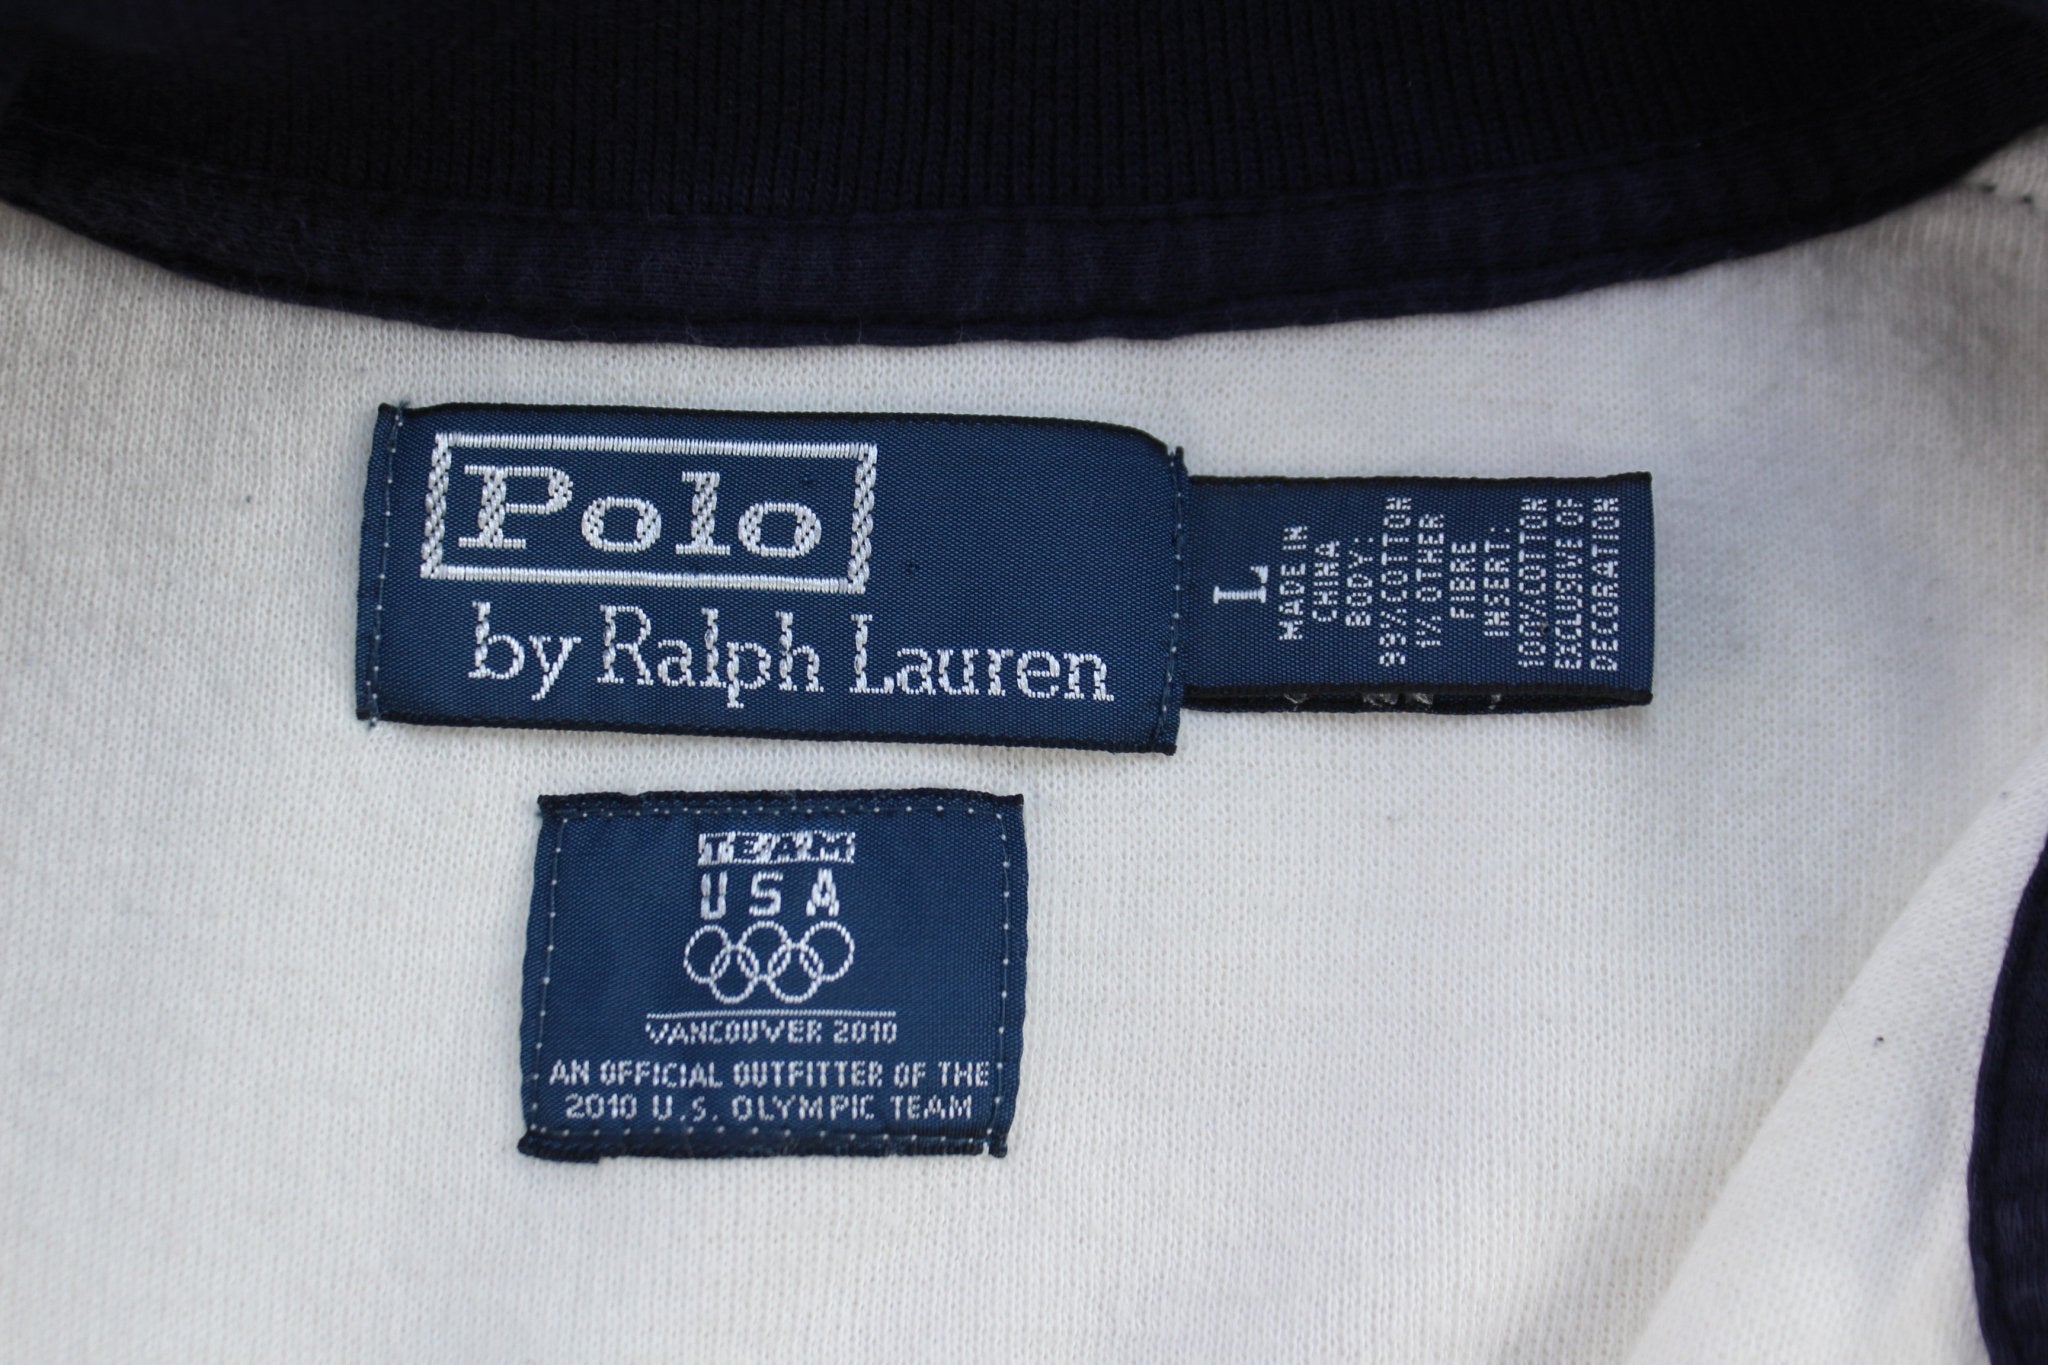 Polo
by Ralph Lauren
L
MADE IN
CHINA
BODY:
99% COTTON
1% OTHER
FIBRE
INSERT:
100% COTTON
EXCLUSIVE OF
DECORATION
TEAM
USA
VANCOUVER 2010
AN OFFICIAL OUTFITTER OF THE
2010 U.S. OLYMPIC TEAM